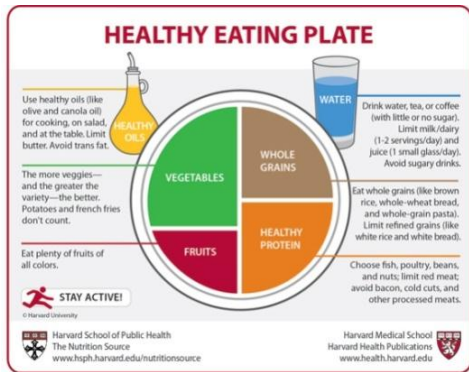 HEALTHY EATING PLATE
Use healthy oils (like
olive and canola oil)
for cooking, on salad,
and at the table. Limit
butter. Avoid trans fat.
HEALTHY
OILS
The more veggies—
and the greater the
variety—the better.
Potatoes and french fries
don't count.
Eat plenty of fruits of
all colors.
STAY ACTIVE!
© Harvard University
VEGETABLES
FRUITS
WHOLE
GRAINS
HEALTHY
PROTEIN
WATER
Drink water, tea, or coffee
(with little or no sugar).
Limit milk/dairy
(1-2 servings/day) and
juice (1 small glass/day).
Avoid sugary drinks.
Eat whole grains (like brown
rice, whole-wheat bread,
and whole-grain pasta).
Limit refined grains (like
white rice and white bread).
Choose fish, poultry, beans,
and nuts; limit red meat;
avoid bacon, cold cuts, and
other processed meats.
Harvard School of Public Health
The Nutrition Source
www.hsph.harvard.edu/nutritionsource
Harvard Medical School
Harvard Health Publications
www.health.harvard.edu